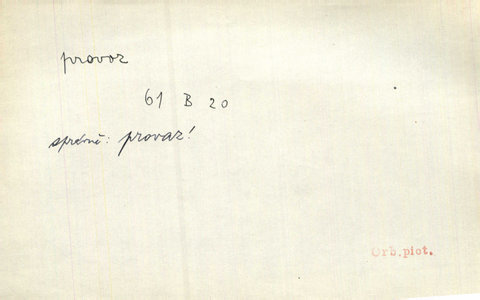 provoz
61 B 20
správně: provaz!
Orb.pict.